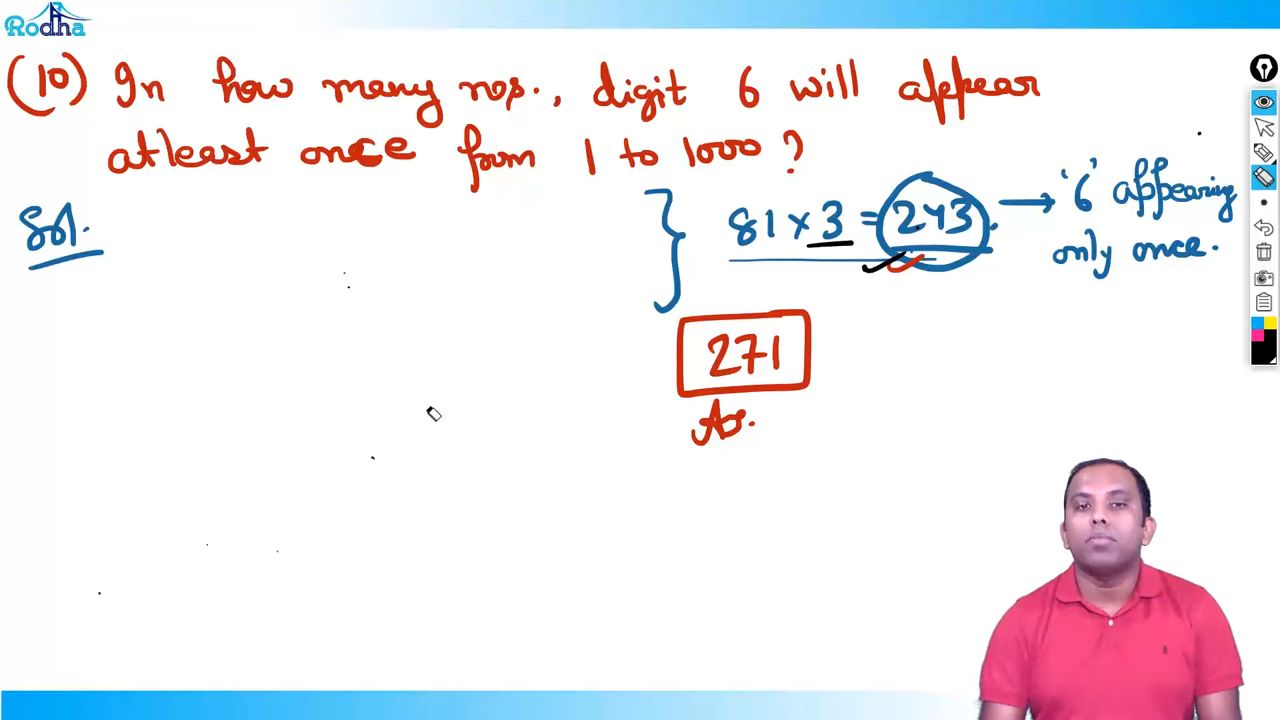 Rodha
(10) In how many nos., digit 6 will appear
atleast once from 1 to 1000 ?
Sol.
81 × 3 = 243 → '6' appearing
only once.
271